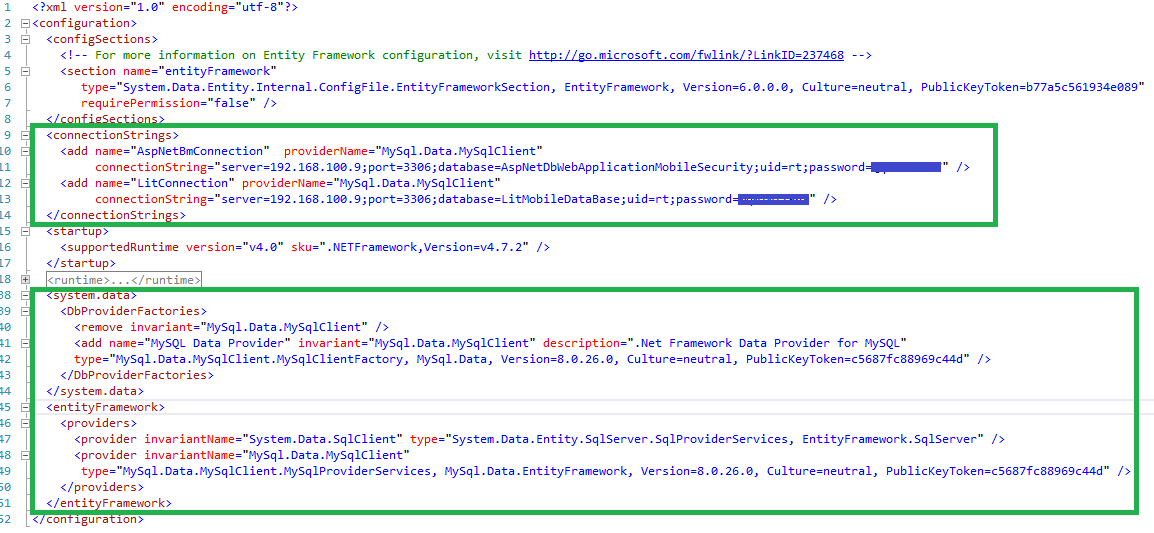 1 <?xml version="1.0" encoding="utf-8"?>
2 <configuration>
3 <configSections>
4 <!-- For more information on Entity Framework configuration, visit http://go.microsoft.com/fwlink/?LinkID=237468 -->
5 <section name="entityFramework"
6 type="System.Data.Entity.Internal.ConfigFile.EntityFrameworkSection, EntityFramework, Version=6.0.0.0, Culture=neutral, PublicKeyToken=b77a5c561934e089"
7 requirePermission="false" />
8 </configSections>
9 <connectionStrings>
10 <add name="AspNetBmConnection" providerName="MySql.Data.MySqlClient"
11 connectionString="server=192.168.100.9;port=3306;database=AspNetDbWebApplicationMobileSecurity;uid=rt;password=" />
12 <add name="LitConnection" providerName="MySql.Data.MySqlClient"
13 connectionString="server=192.168.100.9;port=3306;database=LitMobileDataBase;uid=rt;password=" />
14 </connectionStrings>
15 <startup>
16 <supportedRuntime version="v4.0" sku=".NETFramework,Version=v4.7.2" />
17 </startup>
18 <runtime>...</runtime>
38 <system.data>
39 <DbProviderFactories>
40 <remove invariant="MySql.Data.MySqlClient" />
41 <add name="MySQL Data Provider" invariant="MySql.Data.MySqlClient" description=".Net Framework Data Provider for MySQL"
42 type="MySql.Data.MySqlClient.MySqlClientFactory, MySql.Data, Version=8.0.26.0, Culture=neutral, PublicKeyToken=c5687fc88969c44d" />
43 </DbProviderFactories>
44 </system.data>
45 <entityFramework>
46 <providers>
47 <provider invariantName="System.Data.SqlClient" type="System.Data.Entity.SqlServer.SqlProviderServices, EntityFramework.SqlServer" />
48 <provider invariantName="MySql.Data.MySqlClient"
49 type="MySql.Data.MySqlClient.MySqlProviderServices, MySql.Data.EntityFramework, Version=8.0.26.0, Culture=neutral, PublicKeyToken=c5687fc88969c44d" />
50 </providers>
51 </entityFramework>
52 </configuration>